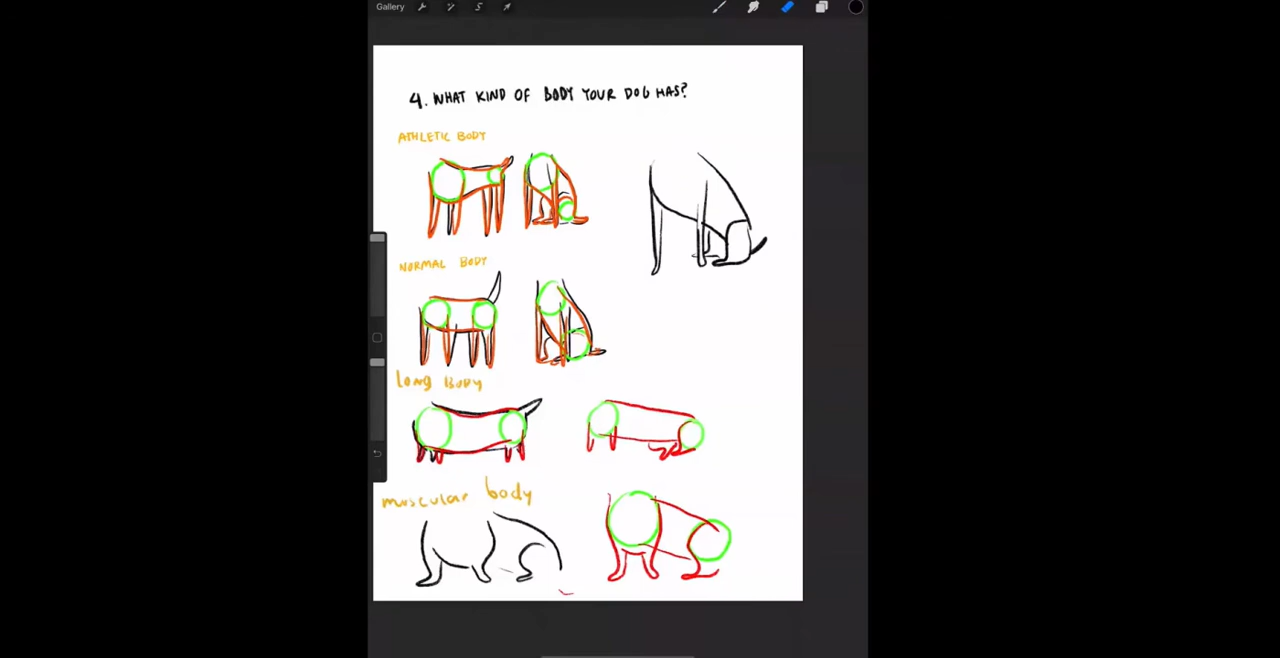 Gallery
4. WHAT KIND OF BODY YOUR DOG HAS?
ATHLETIC BODY
NORMAL BODY
long BODY
muscular body